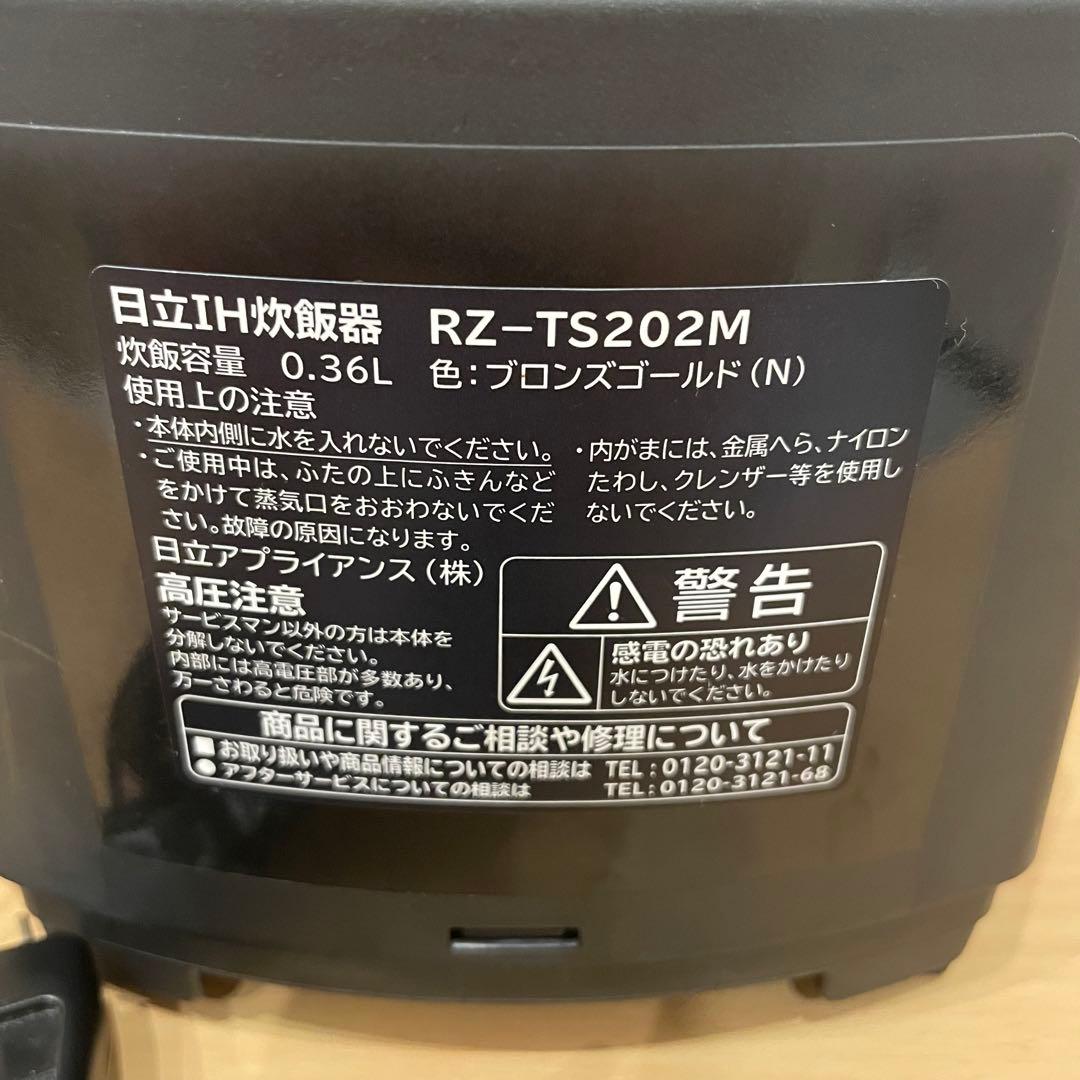 日立IH炊飯器 RZ-TS202M
炊飯容量 0.36L 色：ブロンズゴールド（N）
使用上の注意
・本体内側に水を入れないでください。
・ご使用中は、ふたの上にふきんなど
をかけて蒸気口をおおわないでくだ
さい。故障の原因になります。
・内がまには、金属へら、ナイロン
たわし、クレンザー等を使用し
ないでください。
日立アプライアンス（株）
高圧注意
サービスマン以外の方は本体を
分解しないでください。
内部には高電圧部が多数あり、
万一さわると危険です。
警告
感電の恐れあり
水につけたり、水をかけたり
しないでください。
商品に関するご相談や修理について
■お取り扱いや商品情報についての相談は TEL：0120-3121-11
●アフターサービスについての相談は TEL：0120-3121-68